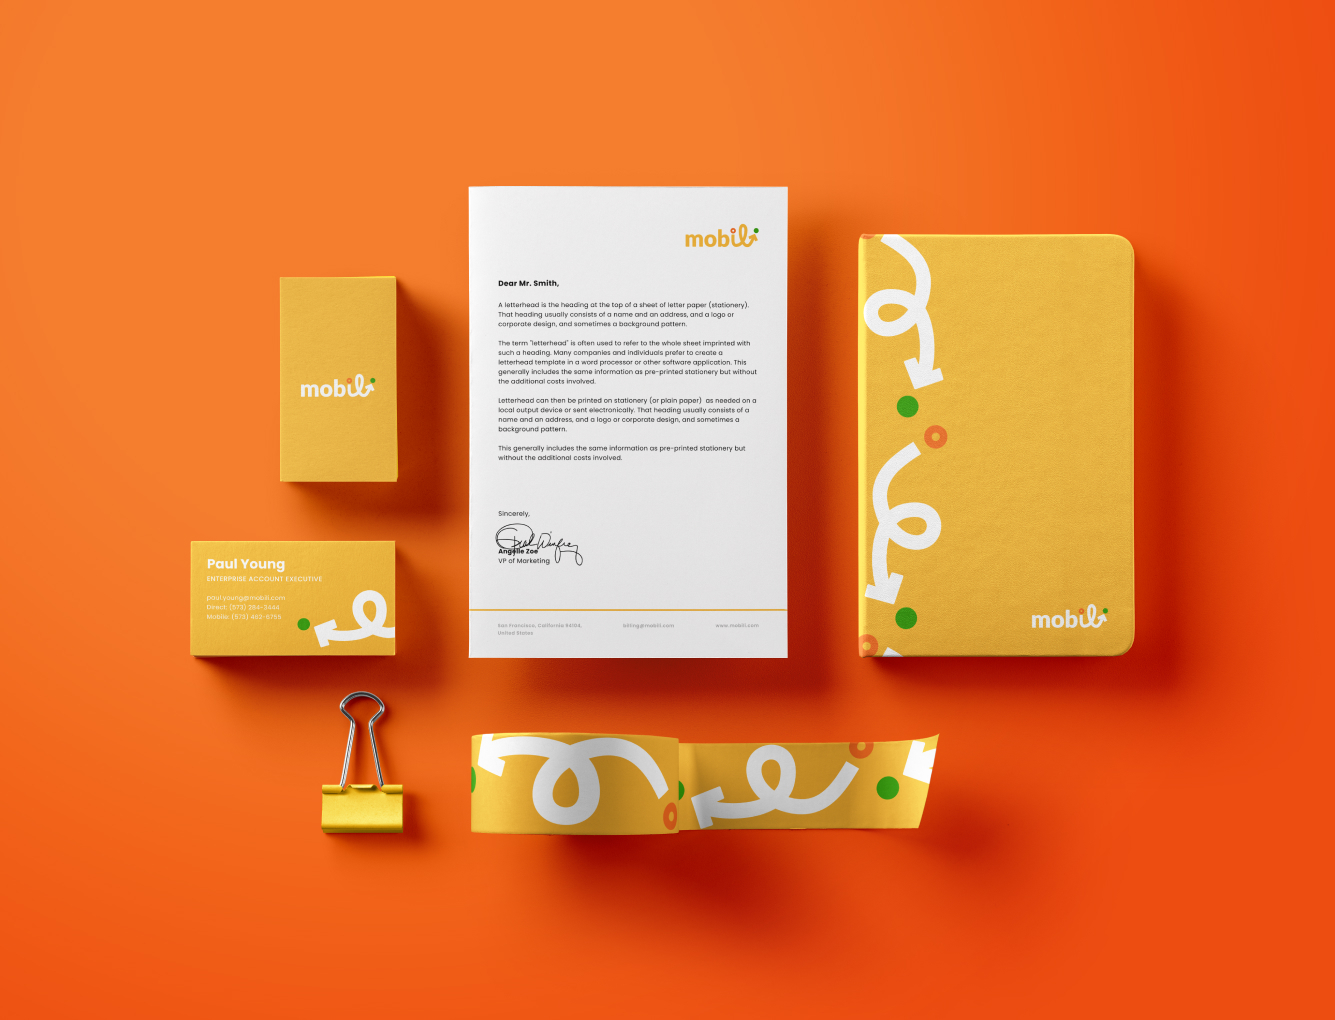 mobili
Dear Mr. Smith,
A letterhead is the heading at the top of a sheet of letter paper (stationery).
That heading usually consists of a name and an address, and a logo or
corporate design, and sometimes a background pattern.
The term "letterhead" is often used to refer to the whole sheet imprinted with
such a heading. Many companies and individuals prefer to create a
letterhead template in a word processor or other software application. This
generally includes the same information as pre-printed stationery but without
the additional costs involved.
Letterhead can then be printed on stationery (or plain paper) as needed on a
local output device or sent electronically. That heading usually consists of a
name and an address, and a logo or corporate design, and sometimes a
background pattern.
This generally includes the same information as pre-printed stationery but
without the additional costs involved.
Sincerely,
Angelie Zoe
VP of Marketing
San Francisco, California 94104,
United States
billing@mobili.com
www.mobili.com
mobili
Paul Young
ENTERPRISE ACCOUNT EXECUTIVE
paul.young@mobili.com
Direct: (973) 284-3444
Mobile: (573) 483-6755
mobili